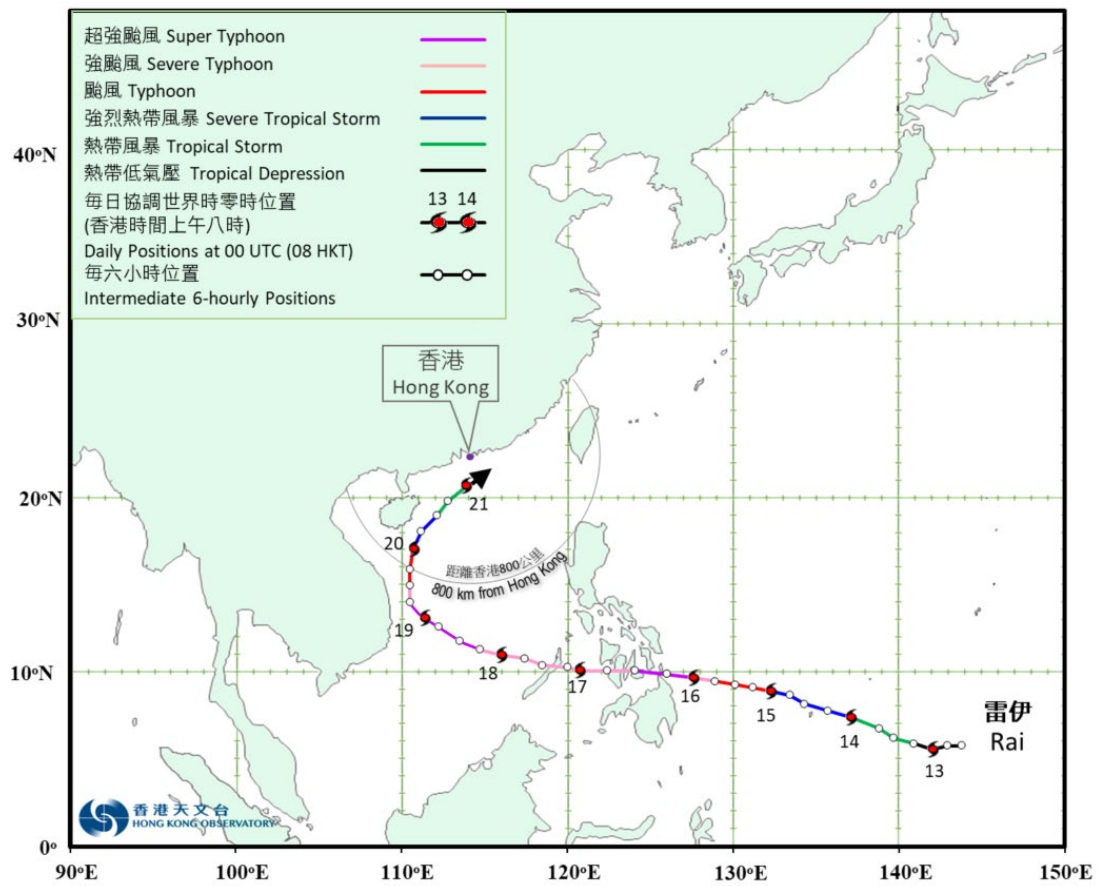 超強颱風 Super Typhoon
強颱風 Severe Typhoon
颱風 Typhoon
強烈熱帶風暴 Severe Tropical Storm
熱帶風暴 Tropical Storm
熱帶低氣壓 Tropical Depression
每日協調世界時零時位置
13 14
(香港時間上午八時)
Daily Positions at 00 UTC (08 HKT)
每六小時位置
Intermediate 6-hourly Positions
40°N
30°N
香港
Hong Kong
20°N
21
20
距離香港800公里
800 km from Hong Kong
19
10°N
18
17
16
15
14
13
雷伊
Rai
香港天文台
HONG KONG OBSERVATORY
0°
90°E
100°E
110°E
120°E
130°E
140°E
150°E